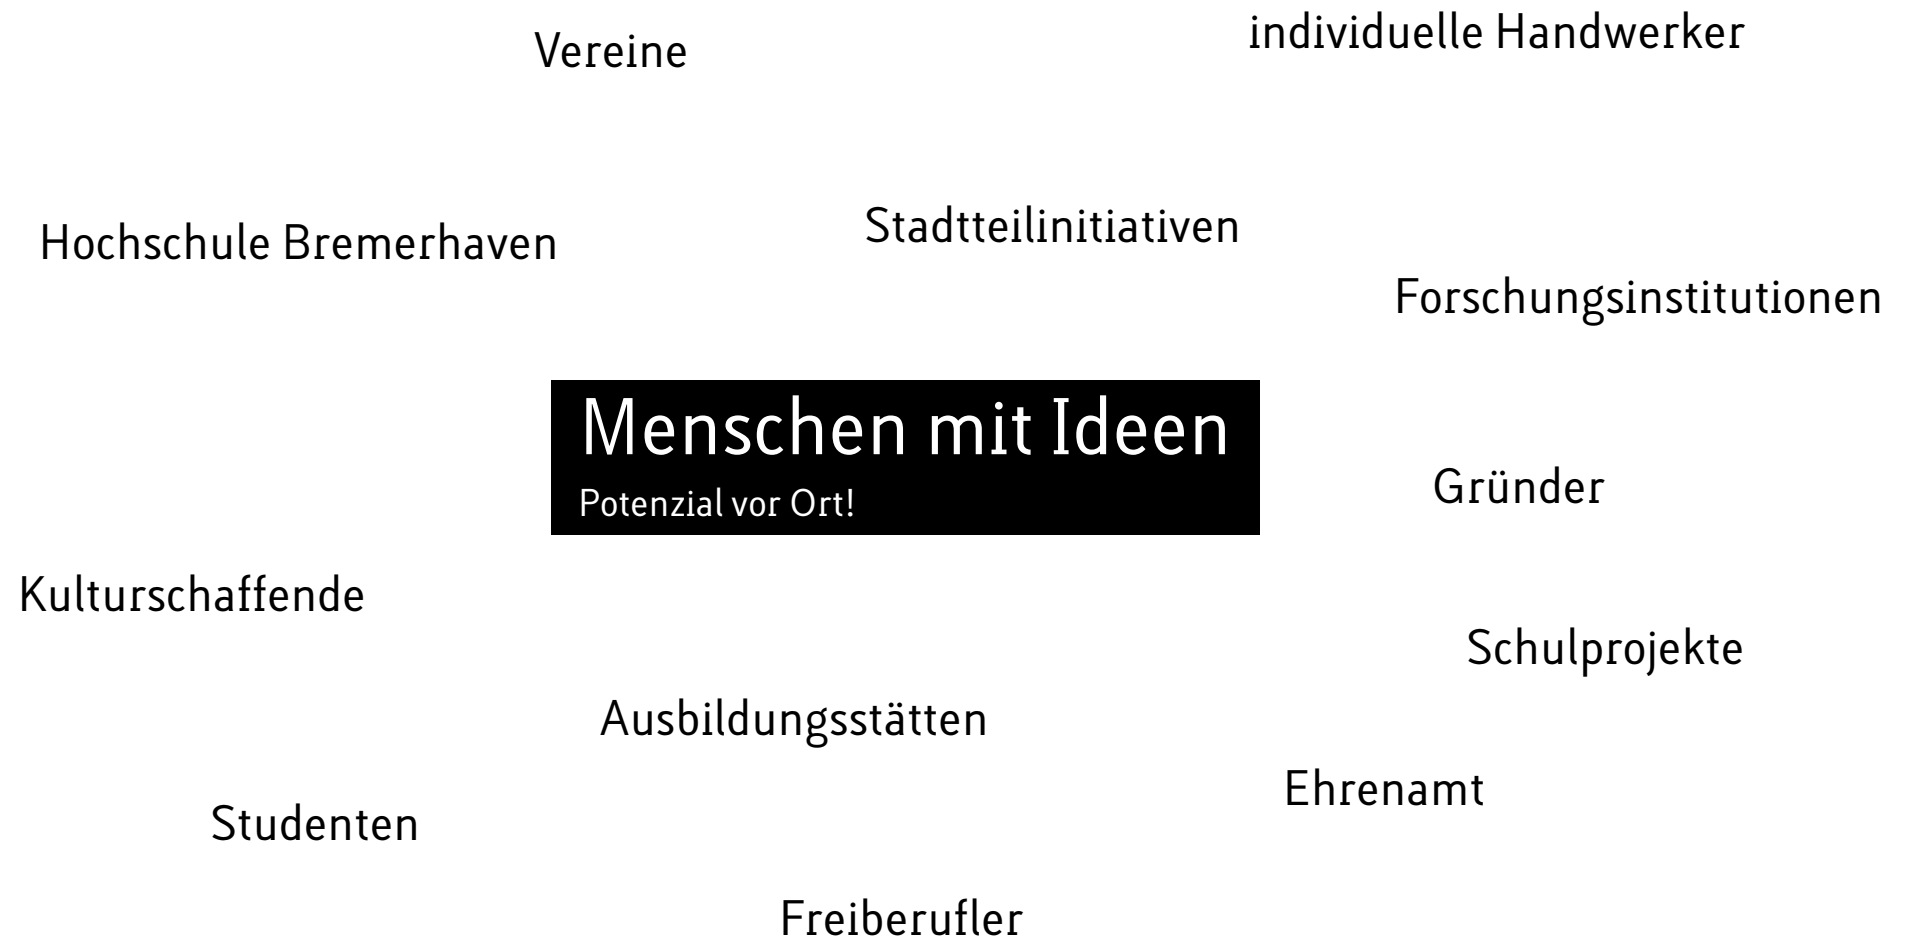 individuelle Handwerker
Vereine
Stadtteilinitiativen
Hochschule Bremerhaven
Forschungsinstitutionen
Menschen mit Ideen
Potenzial vor Ort!
Gründer
Kulturschaffende
Schulprojekte
Ausbildungsstätten
Ehrenamt
Studenten
Freiberufler